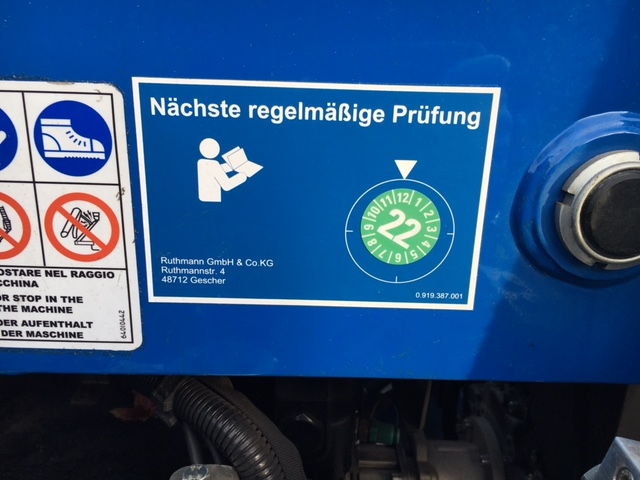 Nächste regelmäßige Prüfung
12
1
2
3
4
5
6
7
8
9
10
11
22
Ruthmann GmbH & Co.KG
Ruthmannstr. 4
48712 Gescher
0.919.387.001
OSTARE NEL RAGGIO
CCHINA
OR STOP IN THE
THE MACHINE
DER AUFENTHALT
DER MASCHINE
64010442